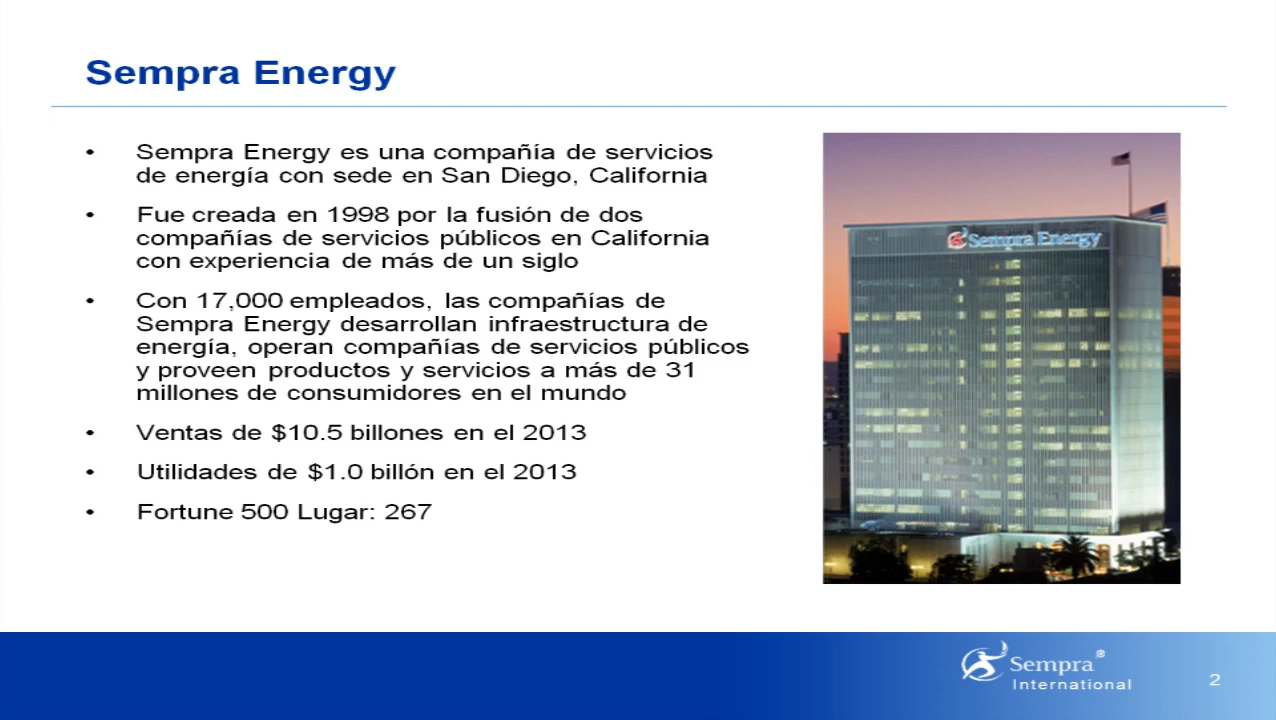 Sempra Energy
• Sempra Energy es una compañía de servicios
de energía con sede en San Diego, California
• Fue creada en 1998 por la fusión de dos
compañías de servicios públicos en California
con experiencia de más de un siglo
• Con 17,000 empleados, las compañías de
Sempra Energy desarrollan infraestructura de
energía, operan compañías de servicios públicos
y proveen productos y servicios a más de 31
millones de consumidores en el mundo
• Ventas de $10.5 billones en el 2013
• Utilidades de $1.0 billón en el 2013
• Fortune 500 Lugar: 267
Sempra Energy
Sempra®
International
2